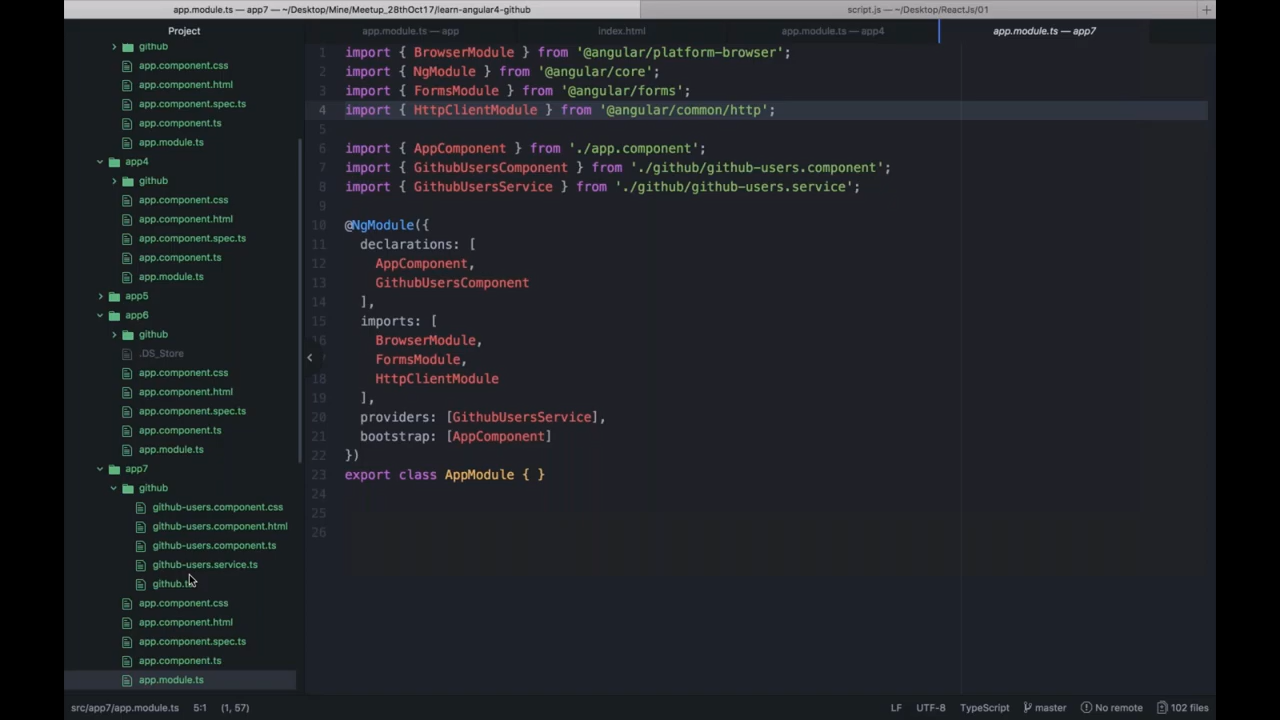 app.module.ts — app7 — ~/Desktop/Mine/Meetup_28thOct17/learn-angular4-github
script.js — ~/Desktop/ReactJs/01
Project
app.module.ts — app
index.html
app.module.ts — app4
app.module.ts — app7
github
app.component.css
app.component.html
app.component.spec.ts
app.component.ts
app.module.ts
app4
github
app.component.css
app.component.html
app.component.spec.ts
app.component.ts
app.module.ts
app5
app6
github
.DS_Store
app.component.css
app.component.html
app.component.spec.ts
app.component.ts
app.module.ts
app7
github
github-users.component.css
github-users.component.html
github-users.component.ts
github-users.service.ts
app.component.css
app.component.html
app.component.spec.ts
app.component.ts
app.module.ts
1 import { BrowserModule } from '@angular/platform-browser';
2 import { NgModule } from '@angular/core';
3 import { FormsModule } from '@angular/forms';
4 import { HttpClientModule } from '@angular/common/http';
5
6 import { AppComponent } from './app.component';
7 import { GithubUsersComponent } from './github/github-users.component';
8 import { GithubUsersService } from './github/github-users.service';
9
10 @NgModule({
11 declarations: [
12 AppComponent,
13 GithubUsersComponent
14 ],
15 imports: [
16 BrowserModule,
FormsModule,
18 HttpClientModule
19 ],
20 providers: [GithubUsersService],
21 bootstrap: [AppComponent]
22 })
23 export class AppModule { }
24
25
26
src/app7/app.module.ts 5:1 (1, 57)
LF UTF-8 TypeScript master No remote 102 files